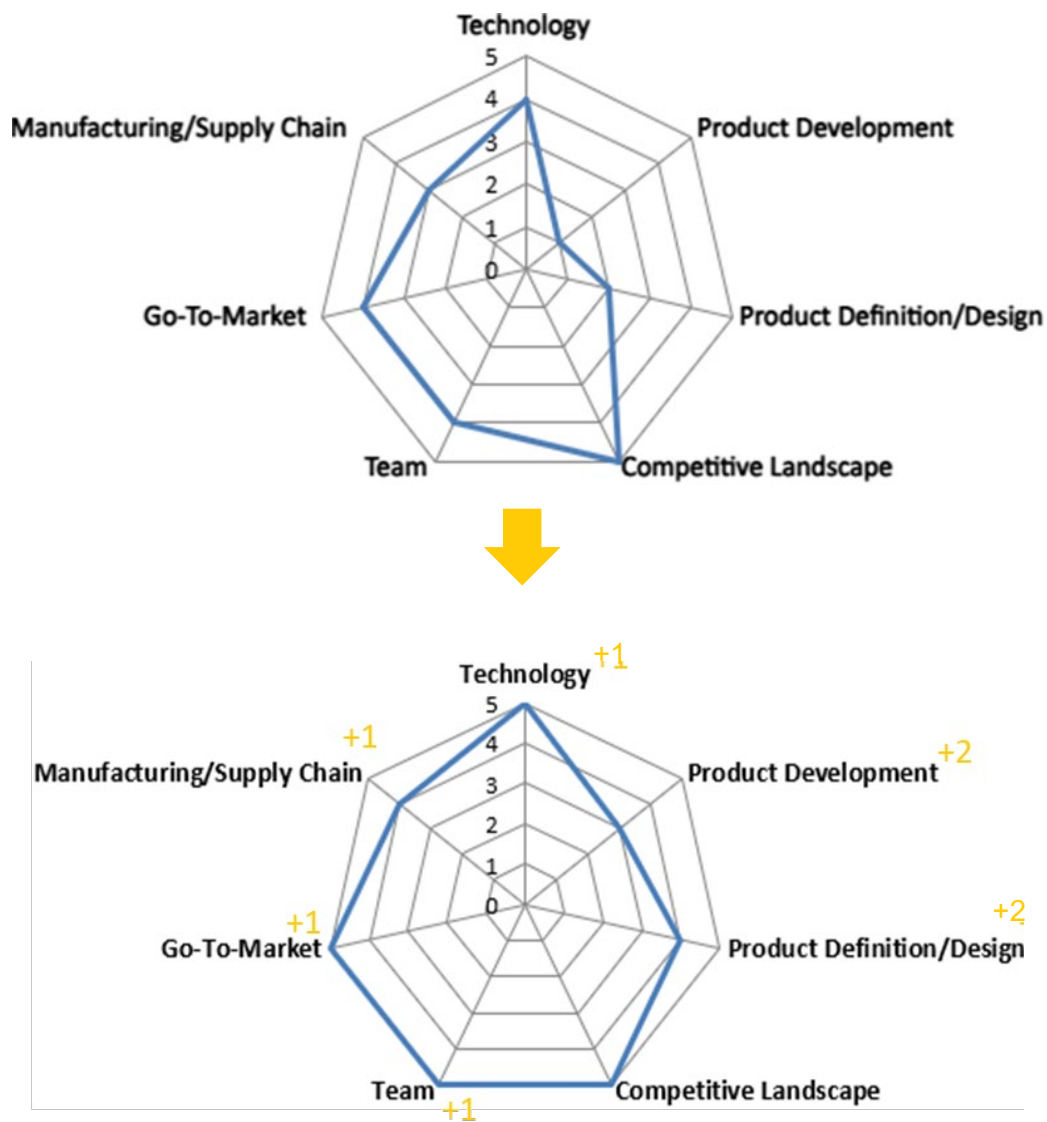 Technology
5
4
3
2
1
0
Manufacturing/Supply Chain
Product Development
Go-To-Market
Product Definition/Design
Team
Competitive Landscape
Technology +1
5
4
3
2
1
0
+1
Manufacturing/Supply Chain
Product Development +2
+1
Go-To-Market
+2
Product Definition/Design
Team
+1
Competitive Landscape